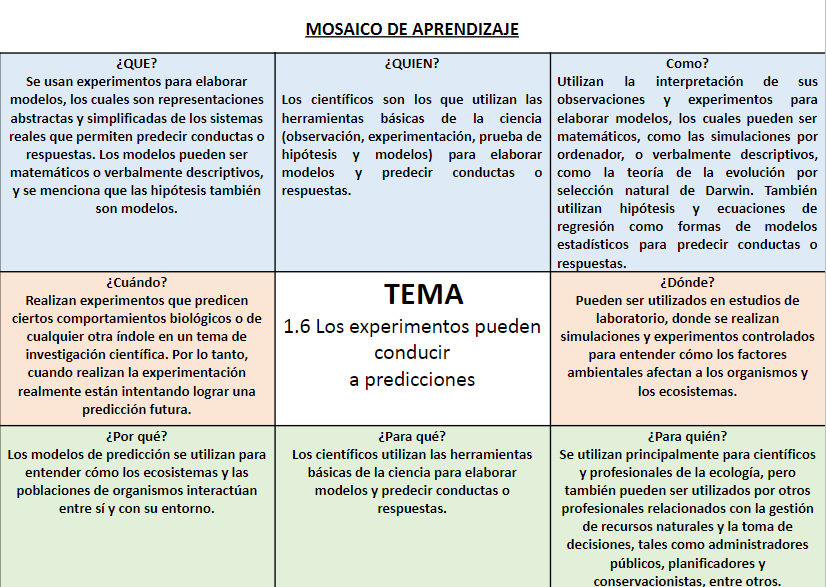 MOSAICO DE APRENDIZAJE
¿QUE?
Se usan experimentos para elaborar
modelos, los cuales son representaciones
abstractas y simplificadas de los sistemas
reales que permiten predecir conductas o
respuestas. Los modelos pueden ser
matemáticos o verbalmente descriptivos,
y se menciona que las hipótesis también
son modelos.
¿QUIEN?
Los científicos son los que utilizan las
herramientas básicas de la ciencia
(observación, experimentación, prueba de
hipótesis y modelos) para elaborar
modelos y predecir conductas o
respuestas.
Como?
Utilizan la interpretación de sus
observaciones y experimentos para
elaborar modelos, los cuales pueden ser
matemáticos, como las simulaciones por
ordenador, o verbalmente descriptivos,
como la teoría de la evolución por
selección natural de Darwin. También
utilizan hipótesis y ecuaciones de
regresión como formas de modelos
estadísticos para predecir conductas o
respuestas.
¿Cuándo?
Realizan experimentos que predicen
ciertos comportamientos biológicos o de
cualquier otra índole en un tema de
investigación científica. Por lo tanto,
cuando realizan la experimentación
realmente están intentando lograr una
predicción futura.
TEMA
1.6 Los experimentos pueden
conducir
a predicciones
¿Dónde?
Pueden ser utilizados en estudios de
laboratorio, donde se realizan
simulaciones y experimentos controlados
para entender cómo los factores
ambientales afectan a los organismos y
los ecosistemas.
¿Por qué?
Los modelos de predicción se utilizan para
entender cómo los ecosistemas y las
poblaciones de organismos interactúan
entre sí y con su entorno.
¿Para qué?
Los científicos utilizan las herramientas
básicas de la ciencia para elaborar
modelos y predecir conductas o
respuestas.
¿Para quién?
Se utilizan principalmente para científicos
y profesionales de la ecología, pero
también pueden ser utilizados por otros
profesionales relacionados con la gestión
de recursos naturales y la toma de
decisiones, tales como administradores
públicos, planificadores y
conservacionistas, entre otros.